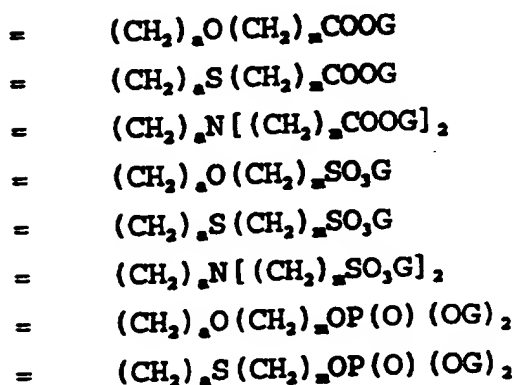 = (CH₂)ₐO(CH₂)ₘCOOG
= (CH₂)ₐS(CH₂)ₘCOOG
= (CH₂)ₐN[(CH₂)ₘCOOG]₂
= (CH₂)ₐO(CH₂)ₘSO₃G
= (CH₂)ₐS(CH₂)ₘSO₃G
= (CH₂)ₐN[(CH₂)ₘSO₃G]₂
= (CH₂)ₐO(CH₂)ₘOP(O)(OG)₂
= (CH₂)ₐS(CH₂)ₘOP(O)(OG)₂